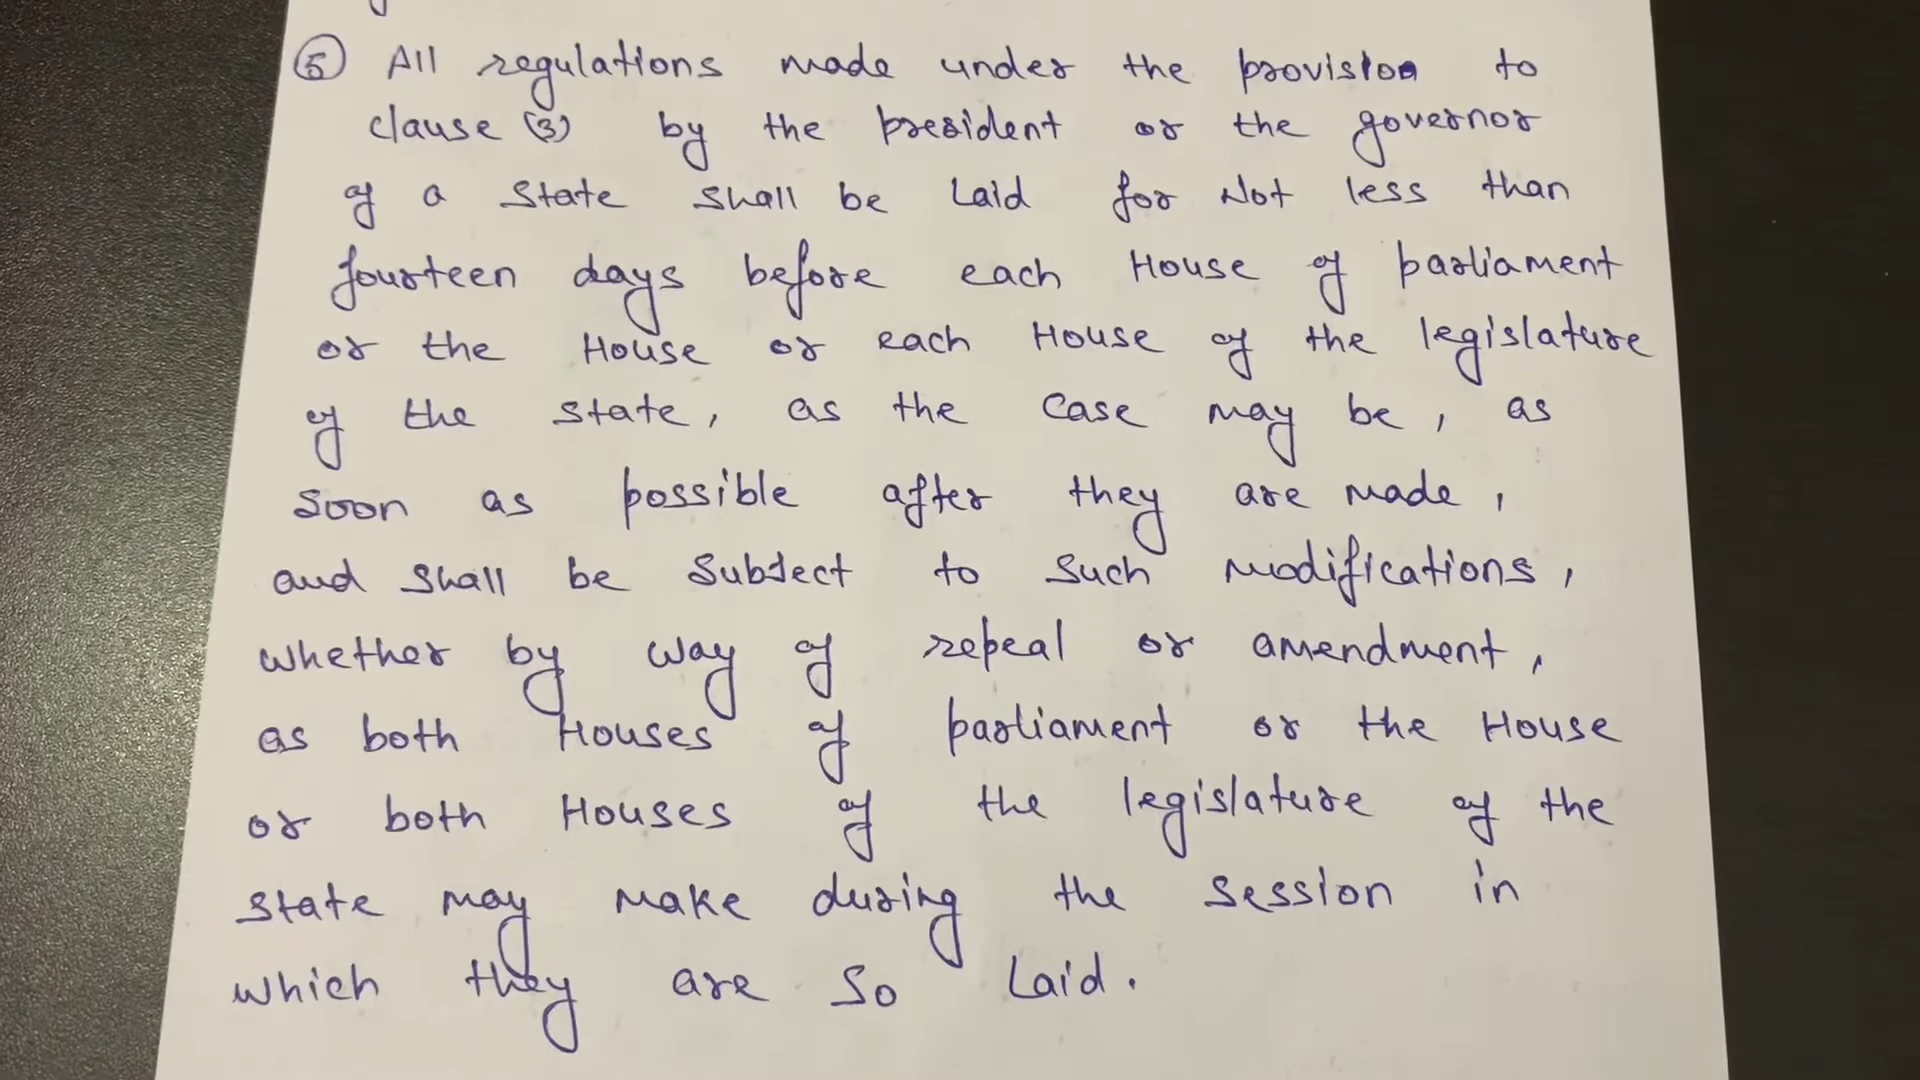 ⑤ All regulations made under the provision to
clause (3) by the president or the governor
of a state shall be laid for not less than
fourteen days before each House of parliament
or the House or each House of the legislature
of the state, as the case may be, as
soon as possible after they are made,
and shall be subject to such modifications,
whether by way of repeal or amendment,
as both Houses of parliament or the House
or both Houses of the legislature of the
state may make during the session in
which they are so laid.